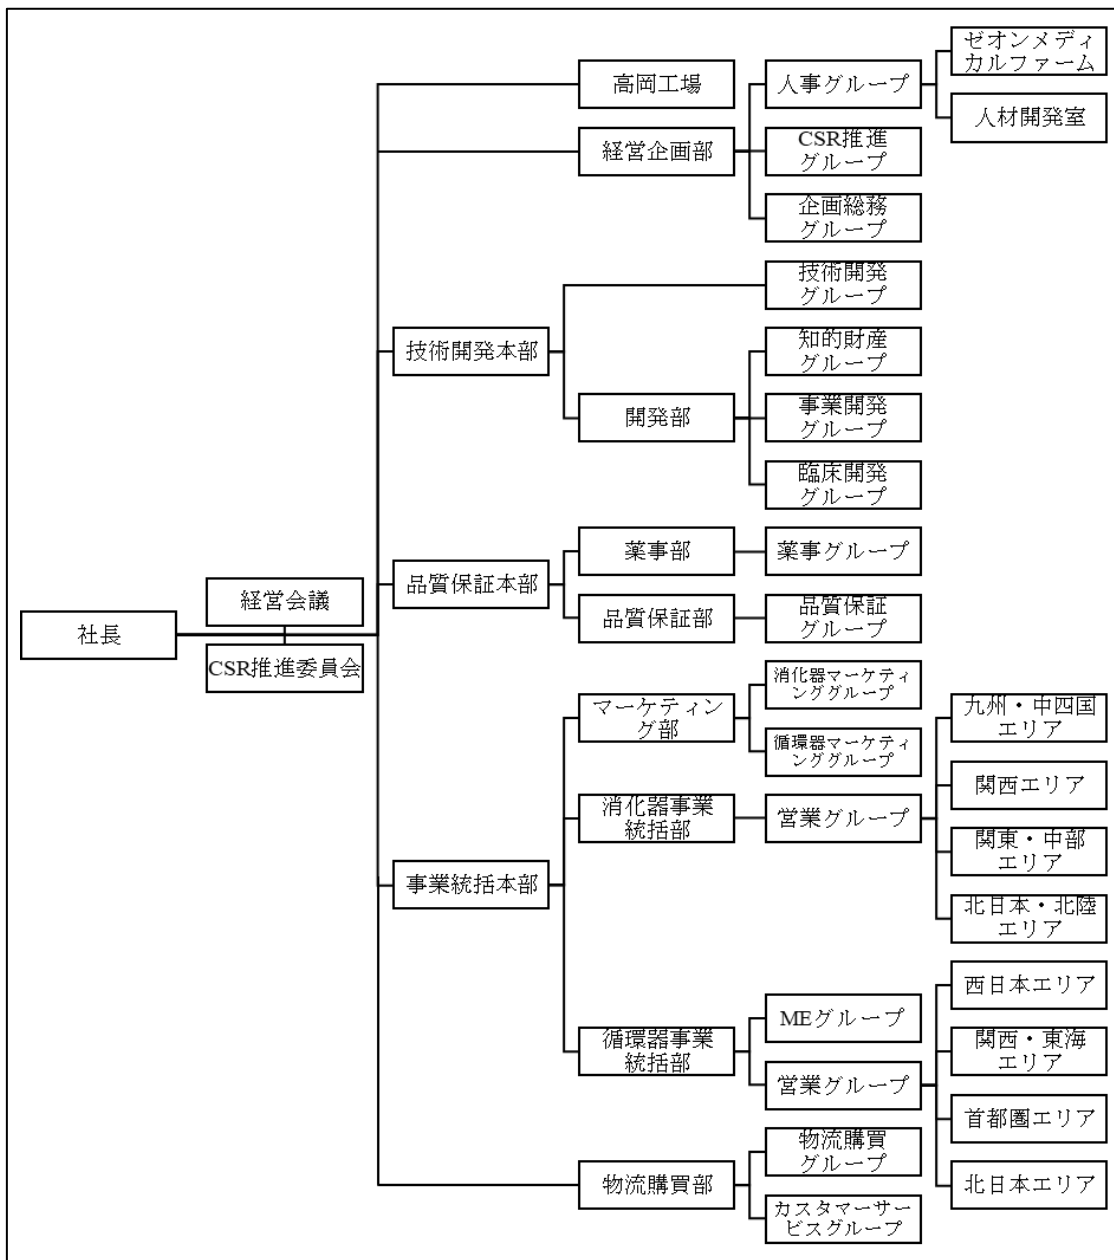 ゼオンメディ
カルファーム
高岡工場
人事グループ
人材開発室
経営企画部
CSR推進
グループ
企画総務
グループ
技術開発
グループ
技術開発本部
知的財産
グループ
開発部
事業開発
グループ
臨床開発
グループ
薬事部
薬事グループ
品質保証本部
経営会議
品質保証部
品質保証
グループ
社長
CSR推進委員会
マーケティン
グ部
消化器マーケティ
ンググループ
九州・中四国
エリア
循環器マーケティ
ンググループ
関西エリア
消化器事業
統括部
営業グループ
関東・中部
エリア
事業統括本部
北日本・北陸
エリア
西日本エリア
MEグループ
循環器事業
統括部
関西・東海
エリア
営業グループ
首都圏エリア
物流購買
グループ
物流購買部
北日本エリア
カスタマーサー
ビスグループ